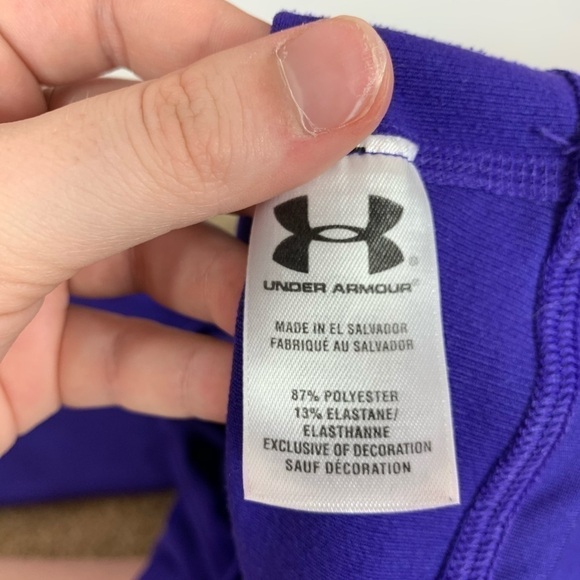 UNDER ARMOUR®
MADE IN EL SALVADOR
FABRIQUÉ AU SALVADOR
87% POLYESTER
13% ELASTANE/
ELASTHANNE
EXCLUSIVE OF DECORATION
SAUF DÉCORATION